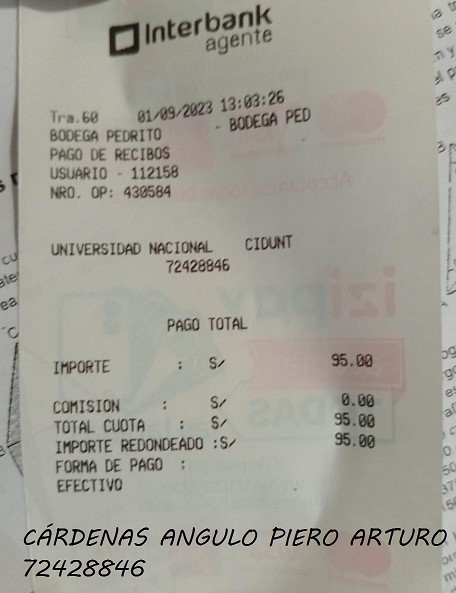 Interbank
agente
Tra.60 01/09/2023 13:03:26
BODEGA PEDRITO - BODEGA PED
PAGO DE RECIBOS
USUARIO - 112158
NRO. OP: 430584
UNIVERSIDAD NACIONAL CIDUNT
72428846
PAGO TOTAL
IMPORTE : S/ 95.00
COMISION : S/ 0.00
TOTAL CUOTA : S/ 95.00
IMPORTE REDONDEADO :S/ 95.00
FORMA DE PAGO :
EFECTIVO
CÁRDENAS ANGULO PIERO ARTURO
72428846